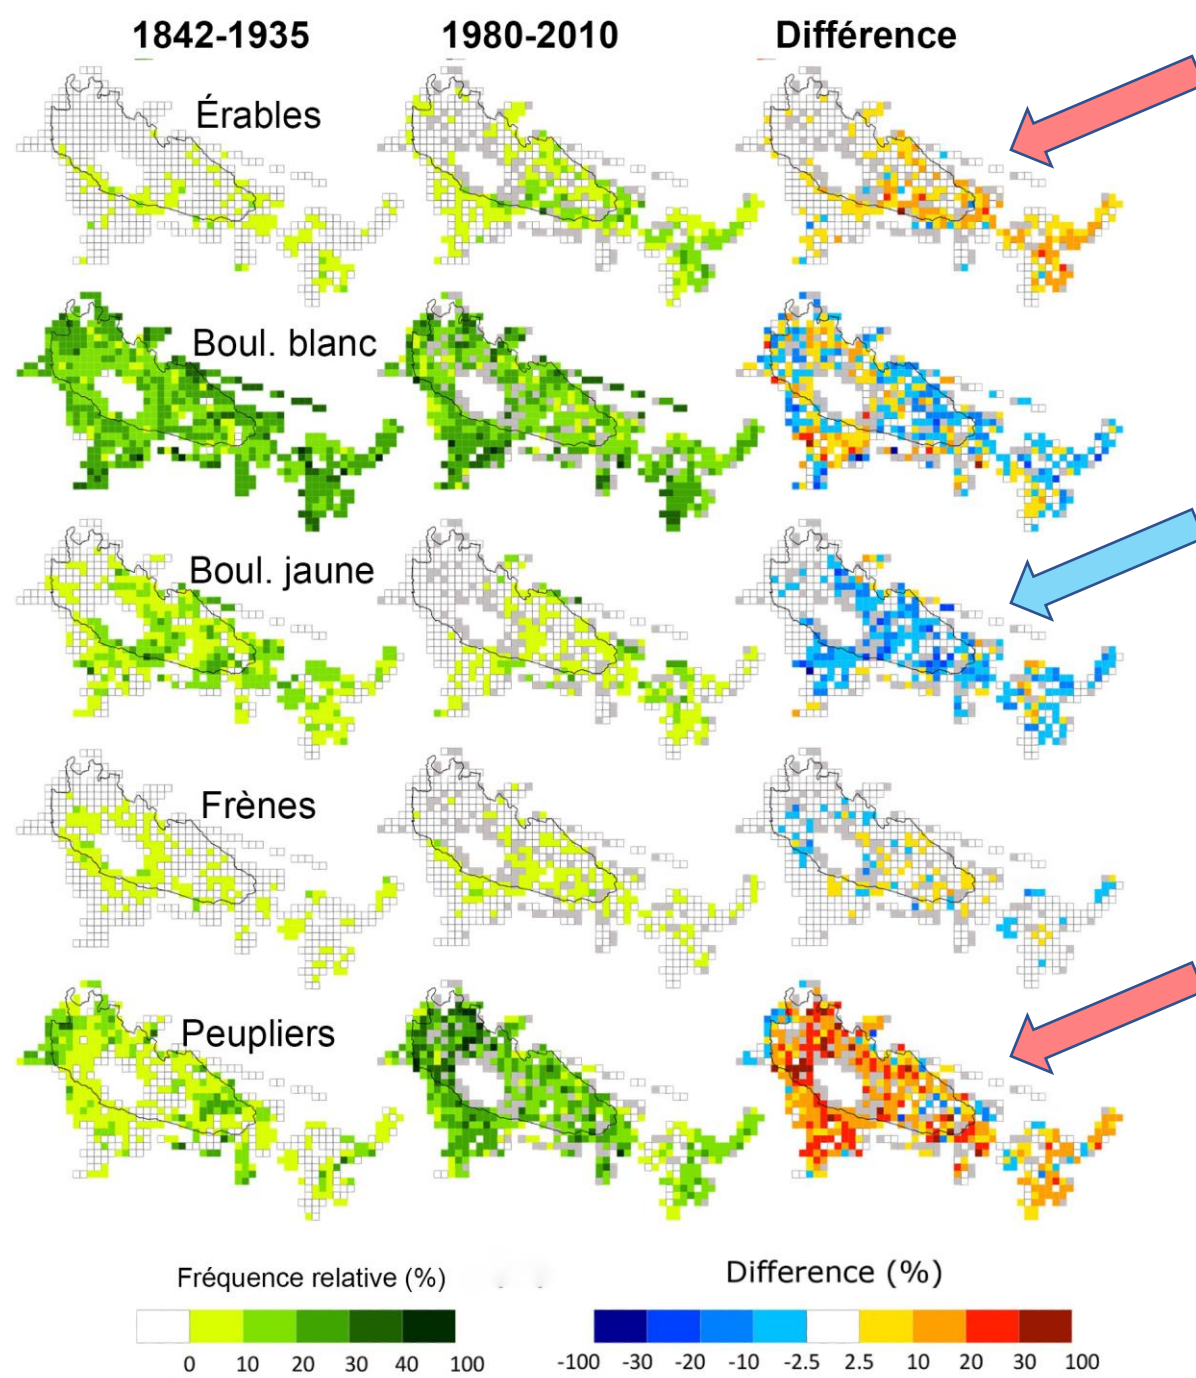 1842-1935 1980-2010 Différence
Érables
Boul. blanc
Boul. jaune
Frènes
Peupliers
Fréquence relative (%) Difference (%)
0 10 20 30 40 100 -100 -30 -20 -10 -2.5 2.5 10 20 30 100